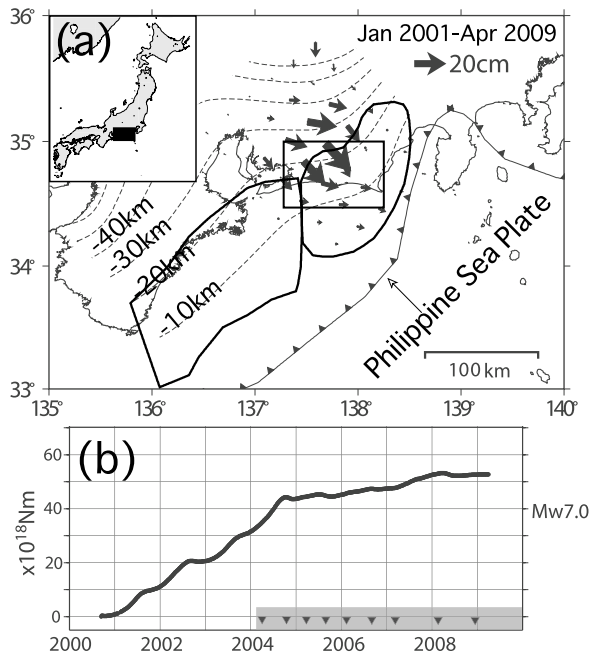 36°
(a)
Jan 2001-Apr 2009
20cm
35°
-40km
-30km
-20km
-10km
34°
Philippine Sea Plate
100 km
33°
135° 136° 137° 138° 139° 140°
(b)
60
40
20
0
x10¹⁸Nm
Mw7.0
2000 2002 2004 2006 2008